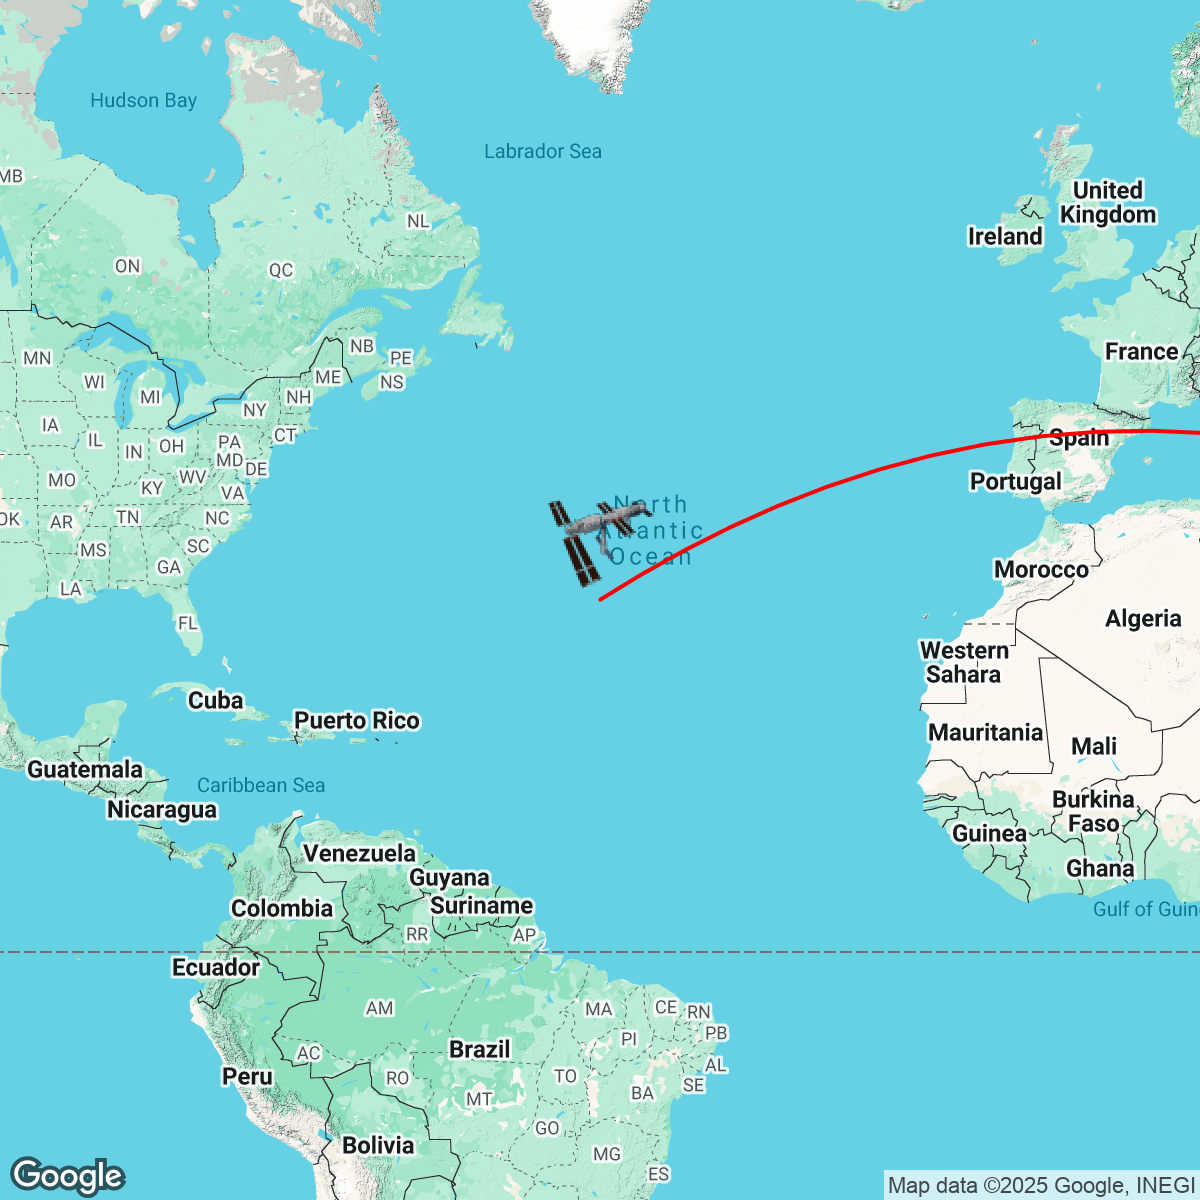 Hudson Bay
Labrador Sea
MB
United
Kingdom
NL
Ireland
ON
QC
NB
PE
France
MN
ME
NS
WI
MI
NH
NY
IA
CT
Spain
IL
OH
PA
IN
MD
DE
MO
WV
Portugal
KY
VA
North
Atlantic
Ocean
OK
AR
TN
NC
MS
SC
GA
Morocco
LA
Algeria
FL
Western
Sahara
Cuba
Puerto Rico
Mauritania
Mali
Guatemala
Caribbean Sea
Nicaragua
Burkina
Faso
Guinea
Venezuela
Ghana
Guyana
Suriname
Colombia
Gulf of Guin
RR
AP
Ecuador
AM
MA
CE
RN
PB
PI
Brazil
AC
AL
Peru
RO
TO
SE
MT
BA
GO
Bolivia
MG
ES
Google
Map data ©2025 Google, INEGI